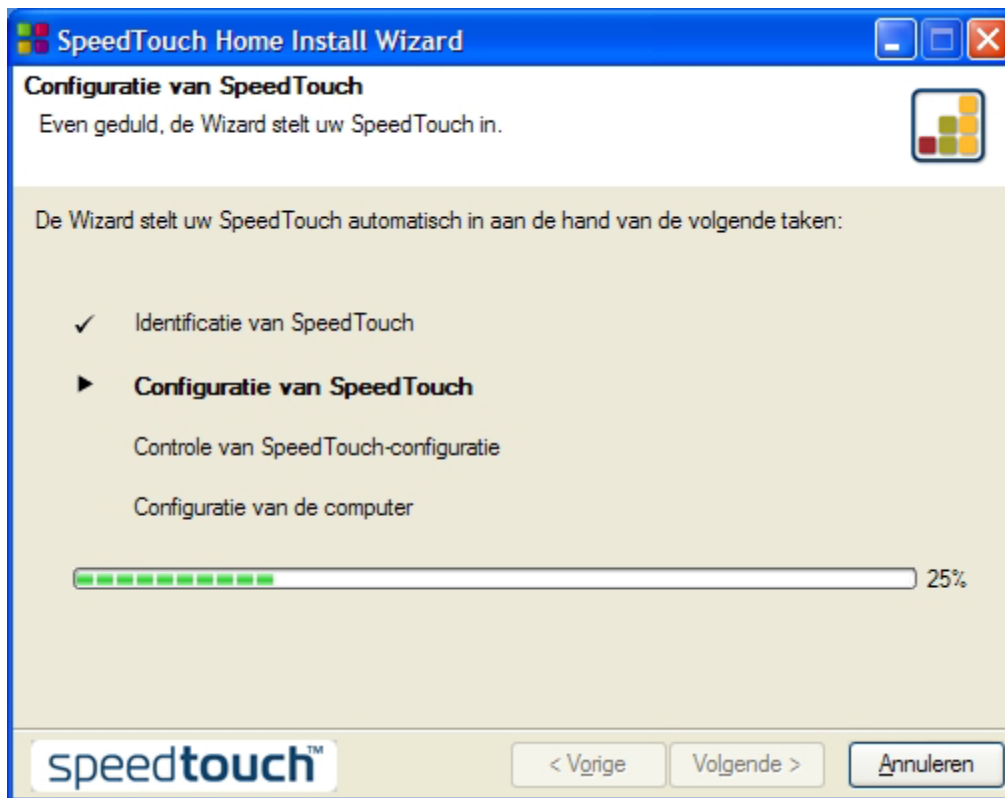 SpeedTouch Home Install Wizard
Configuratie van SpeedTouch
Even geduld, de Wizard stelt uw SpeedTouch in.
De Wizard stelt uw SpeedTouch automatisch in aan de hand van de volgende taken:
✓ Identificatie van SpeedTouch
► Configuratie van SpeedTouch
Controle van SpeedTouch-configuratie
Configuratie van de computer
25%
speedtouch™
< Vorige
Volgende >
Annuleren